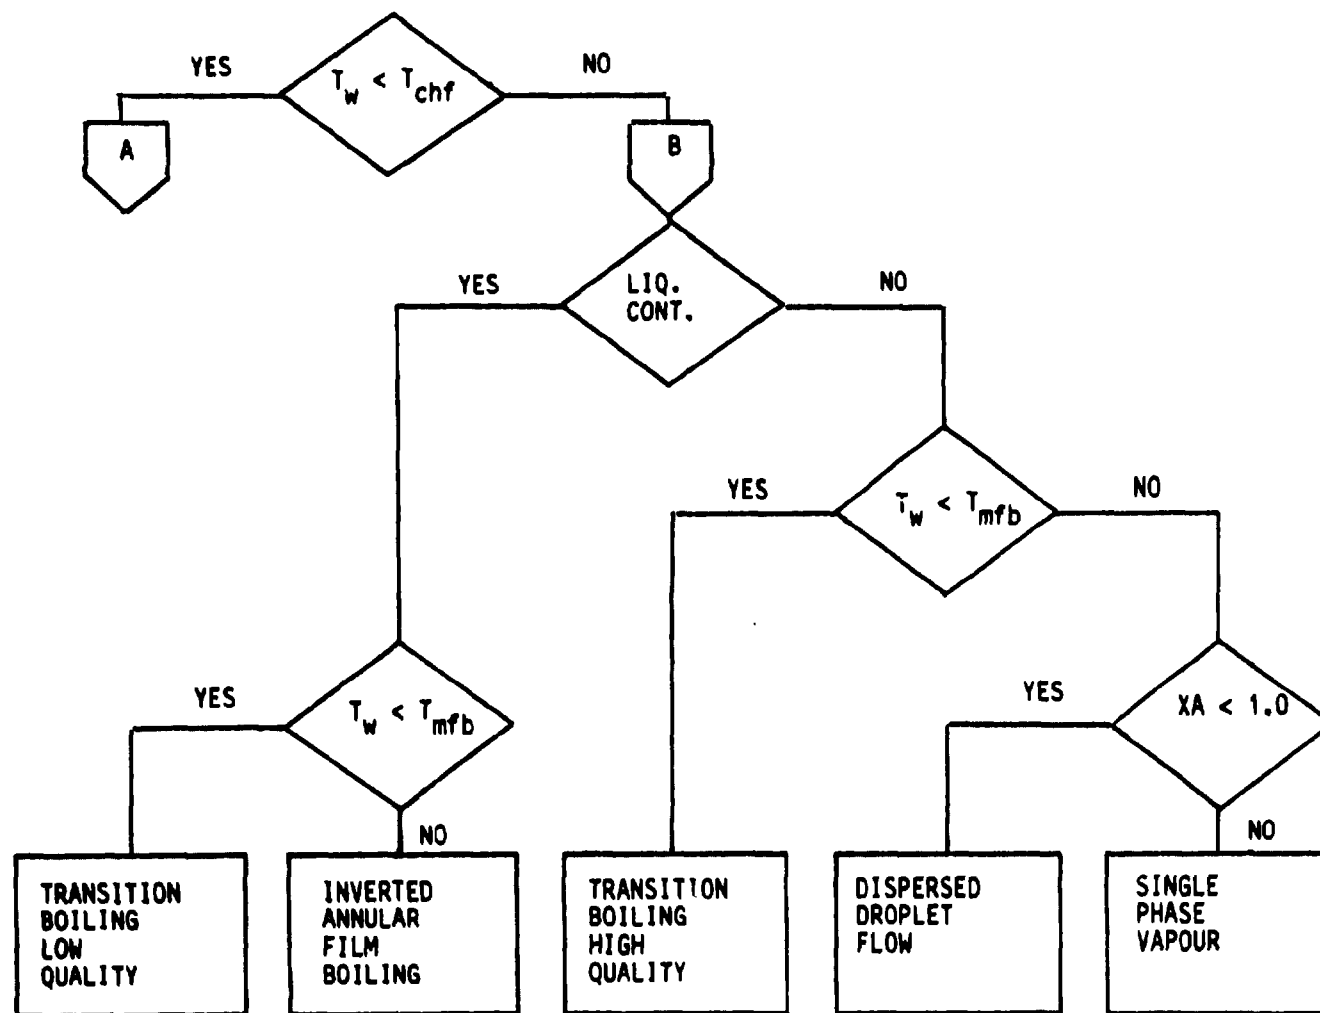 YES
NO
T_w < T_chf
A
B
YES
LIQ.
CONT.
NO
YES
T_w < T_mfb
NO
YES
T_w < T_mfb
NO
YES
XA < 1.0
NO
TRANSITION
BOILING
LOW
QUALITY
INVERTED
ANNULAR
FILM
BOILING
TRANSITION
BOILING
HIGH
QUALITY
DISPERSED
DROPLET
FLOW
SINGLE
PHASE
VAPOUR